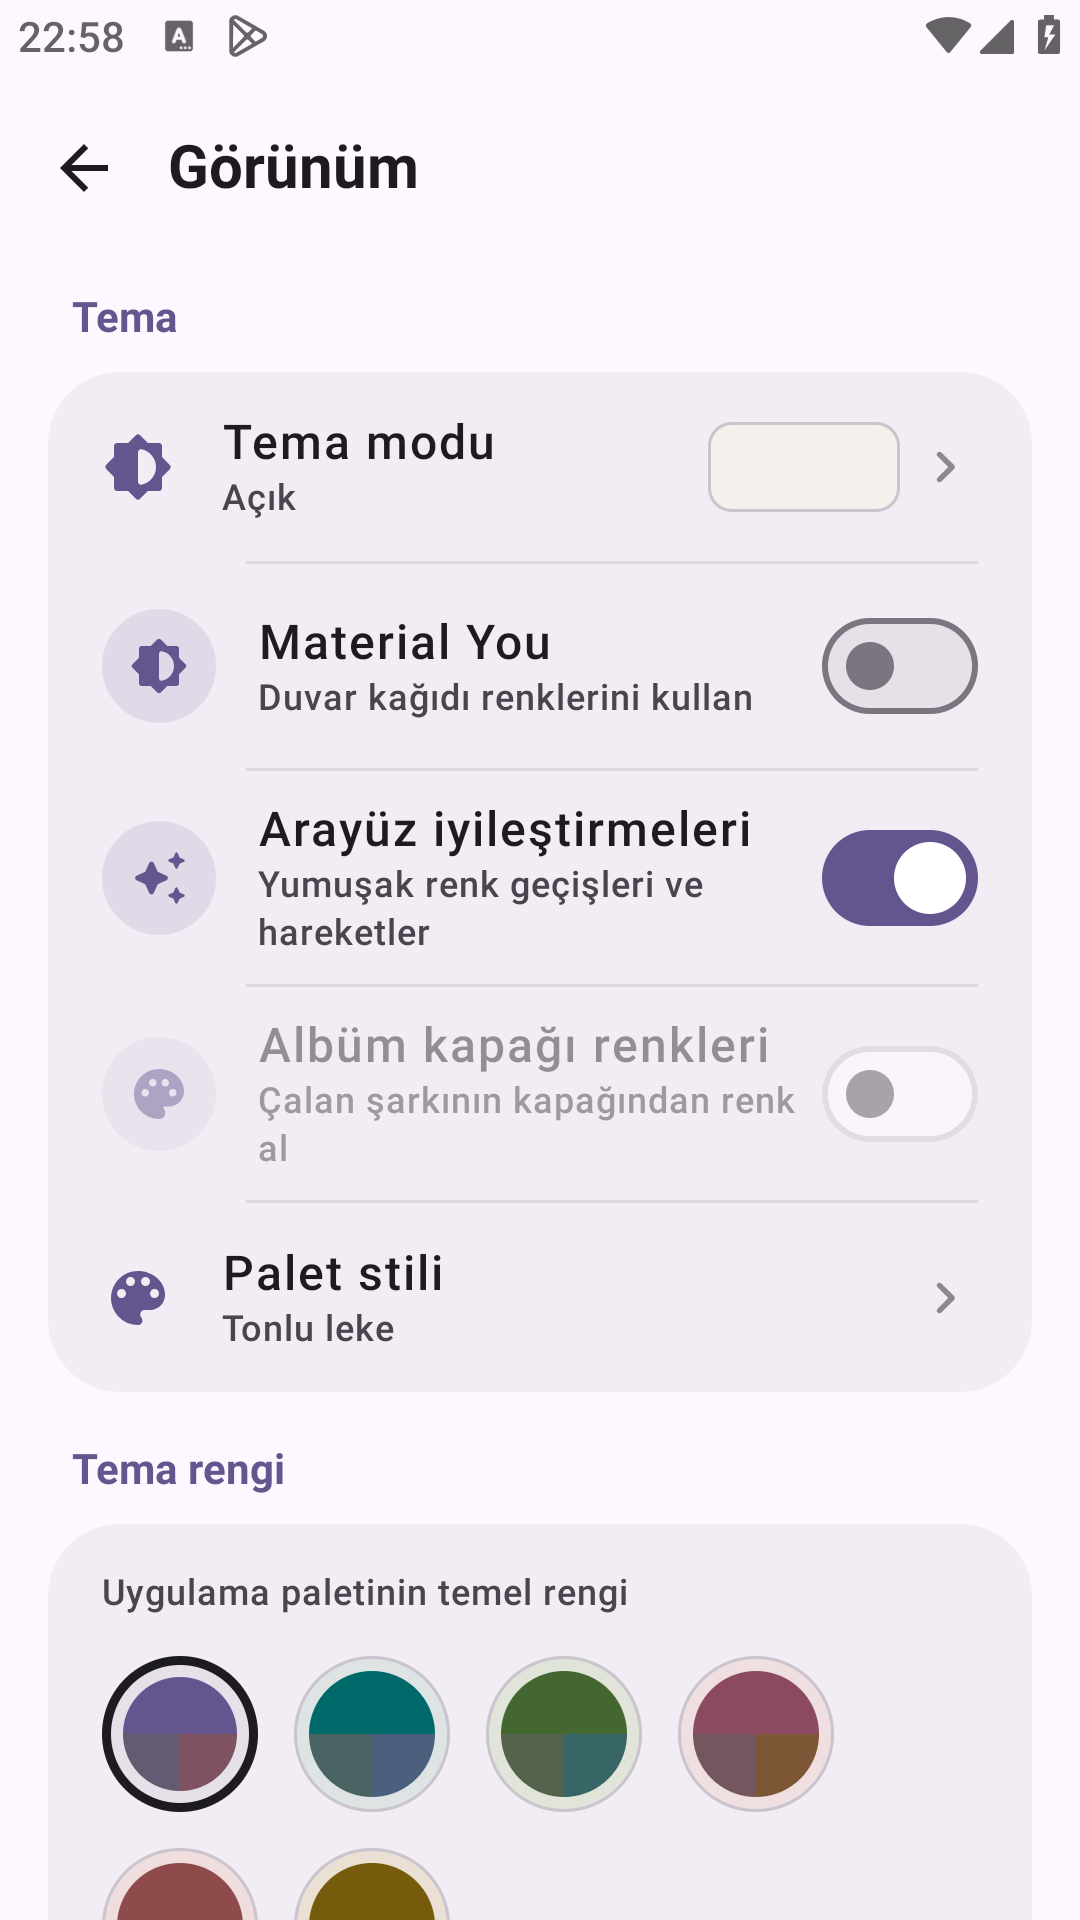 22:58
Görünüm
Tema
Tema modu
Açık
Material You
Duvar kağıdı renklerini kullan
Arayüz iyileştirmeleri
Yumuşak renk geçişleri ve
hareketler
Albüm kapağı renkleri
Çalan şarkının kapağından renk
al
Palet stili
Tonlu leke
Tema rengi
Uygulama paletinin temel rengi